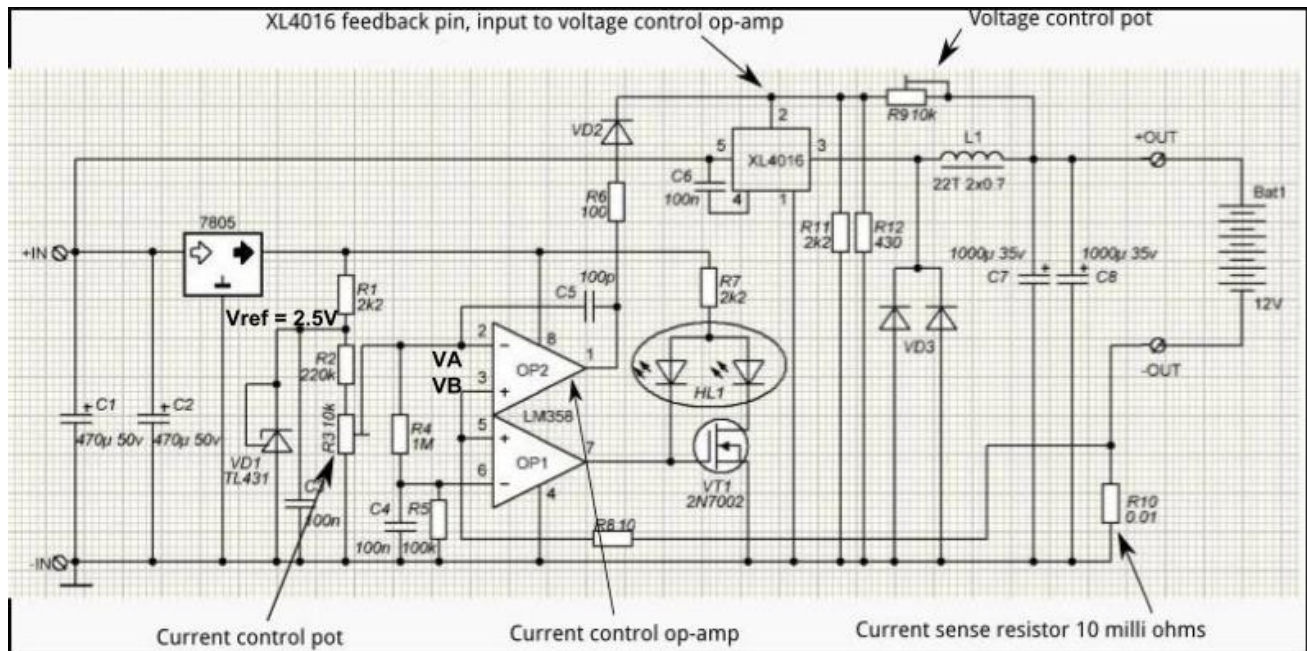 XL4016 feedback pin, input to voltage control op-amp
Voltage control pot
2
VD2
R9 10k
5
XL4016
3
L1
+OUT
C6
100n
4
1
22T 2x0.7
R6
100
Bat1
7805
R11
2k2
R12
430
1000µ 35v
1000µ 35v
+IN
100p
C7
C8
R1
2k2
C5
R7
2k2
12V
Vref = 2.5V
2
8
VA
OP2
1
VD3
-OUT
R2
220k
VB
3
HL1
C1
C2
LM358
470µ 50v
470µ 50v
R3 10k
R4
1M
5
OP1
7
VD1
TL431
6
VT1
2N7002
C3
100n
C4
R5
4
R10
0.01
100n
100k
R8 10
-IN
Current control pot
Current control op-amp
Current sense resistor 10 milli ohms